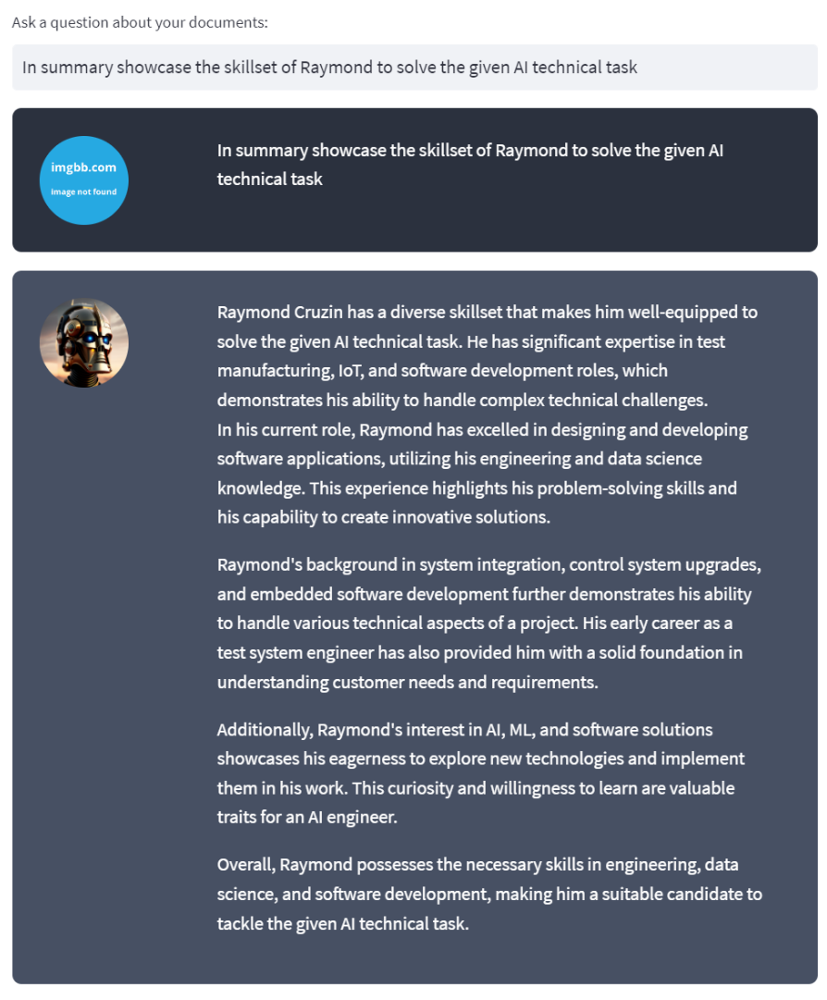 Ask a question about your documents:
In summary showcase the skillset of Raymond to solve the given AI technical task
imgbb.com
image not found
In summary showcase the skillset of Raymond to solve the given AI
technical task
Raymond Cruzin has a diverse skillset that makes him well-equipped to
solve the given AI technical task. He has significant expertise in test
manufacturing, IoT, and software development roles, which
demonstrates his ability to handle complex technical challenges.
In his current role, Raymond has excelled in designing and developing
software applications, utilizing his engineering and data science
knowledge. This experience highlights his problem-solving skills and
his capability to create innovative solutions.
Raymond's background in system integration, control system upgrades,
and embedded software development further demonstrates his ability
to handle various technical aspects of a project. His early career as a
test system engineer has also provided him with a solid foundation in
understanding customer needs and requirements.
Additionally, Raymond's interest in AI, ML, and software solutions
showcases his eagerness to explore new technologies and implement
them in his work. This curiosity and willingness to learn are valuable
traits for an AI engineer.
Overall, Raymond possesses the necessary skills in engineering, data
science, and software development, making him a suitable candidate to
tackle the given AI technical task.